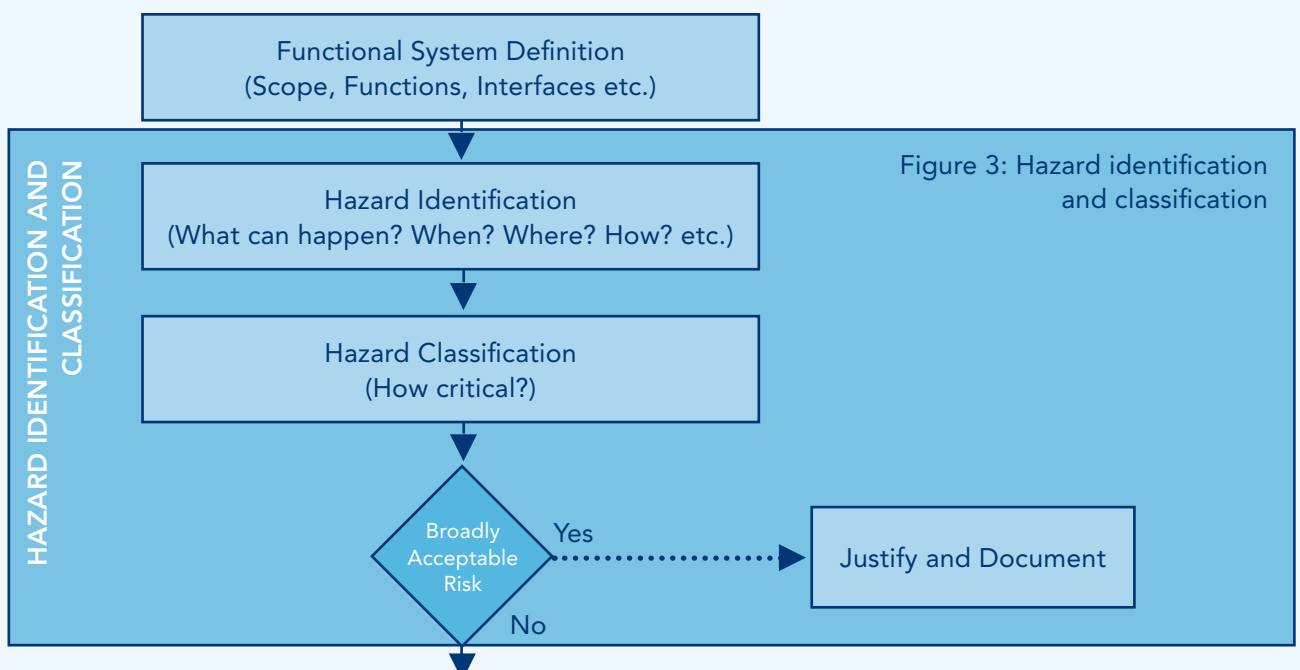 Functional System Definition
(Scope, Functions, Interfaces etc.)
HAZARD IDENTIFICATION AND
CLASSIFICATION
Figure 3: Hazard identification
and classification
Hazard Identification
(What can happen? When? Where? How? etc.)
Hazard Classification
(How critical?)
Broadly
Acceptable
Risk
Yes
Justify and Document
No